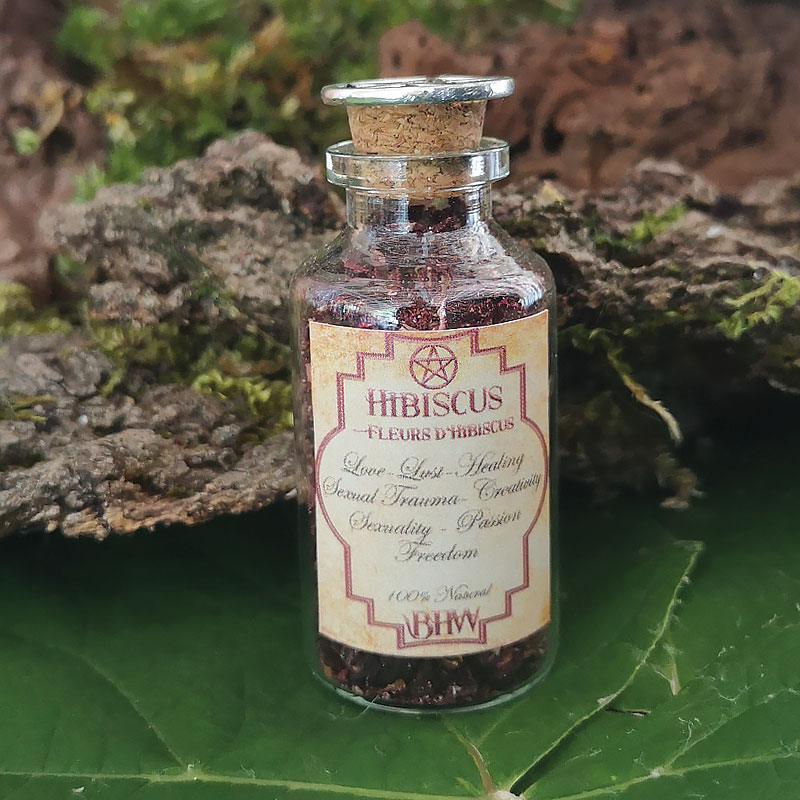 HIBISCUS
FLEURS D'HIBISCUS
Love - Lust - Healing
Sexual Trauma - Creativity
Sexuality - Passion
Freedom
100% Natural
BHW